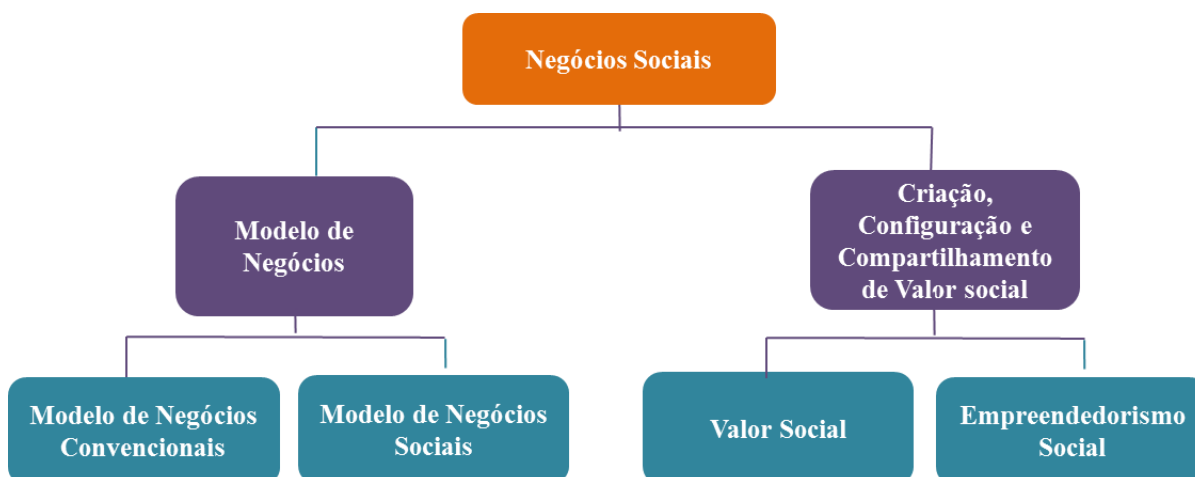 Negócios Sociais
Modelo de
Negócios
Criação,
Configuração e
Compartilhamento
de Valor social
Modelo de Negócios
Convencionais
Modelo de Negócios
Sociais
Valor Social
Empreendedorismo
Social